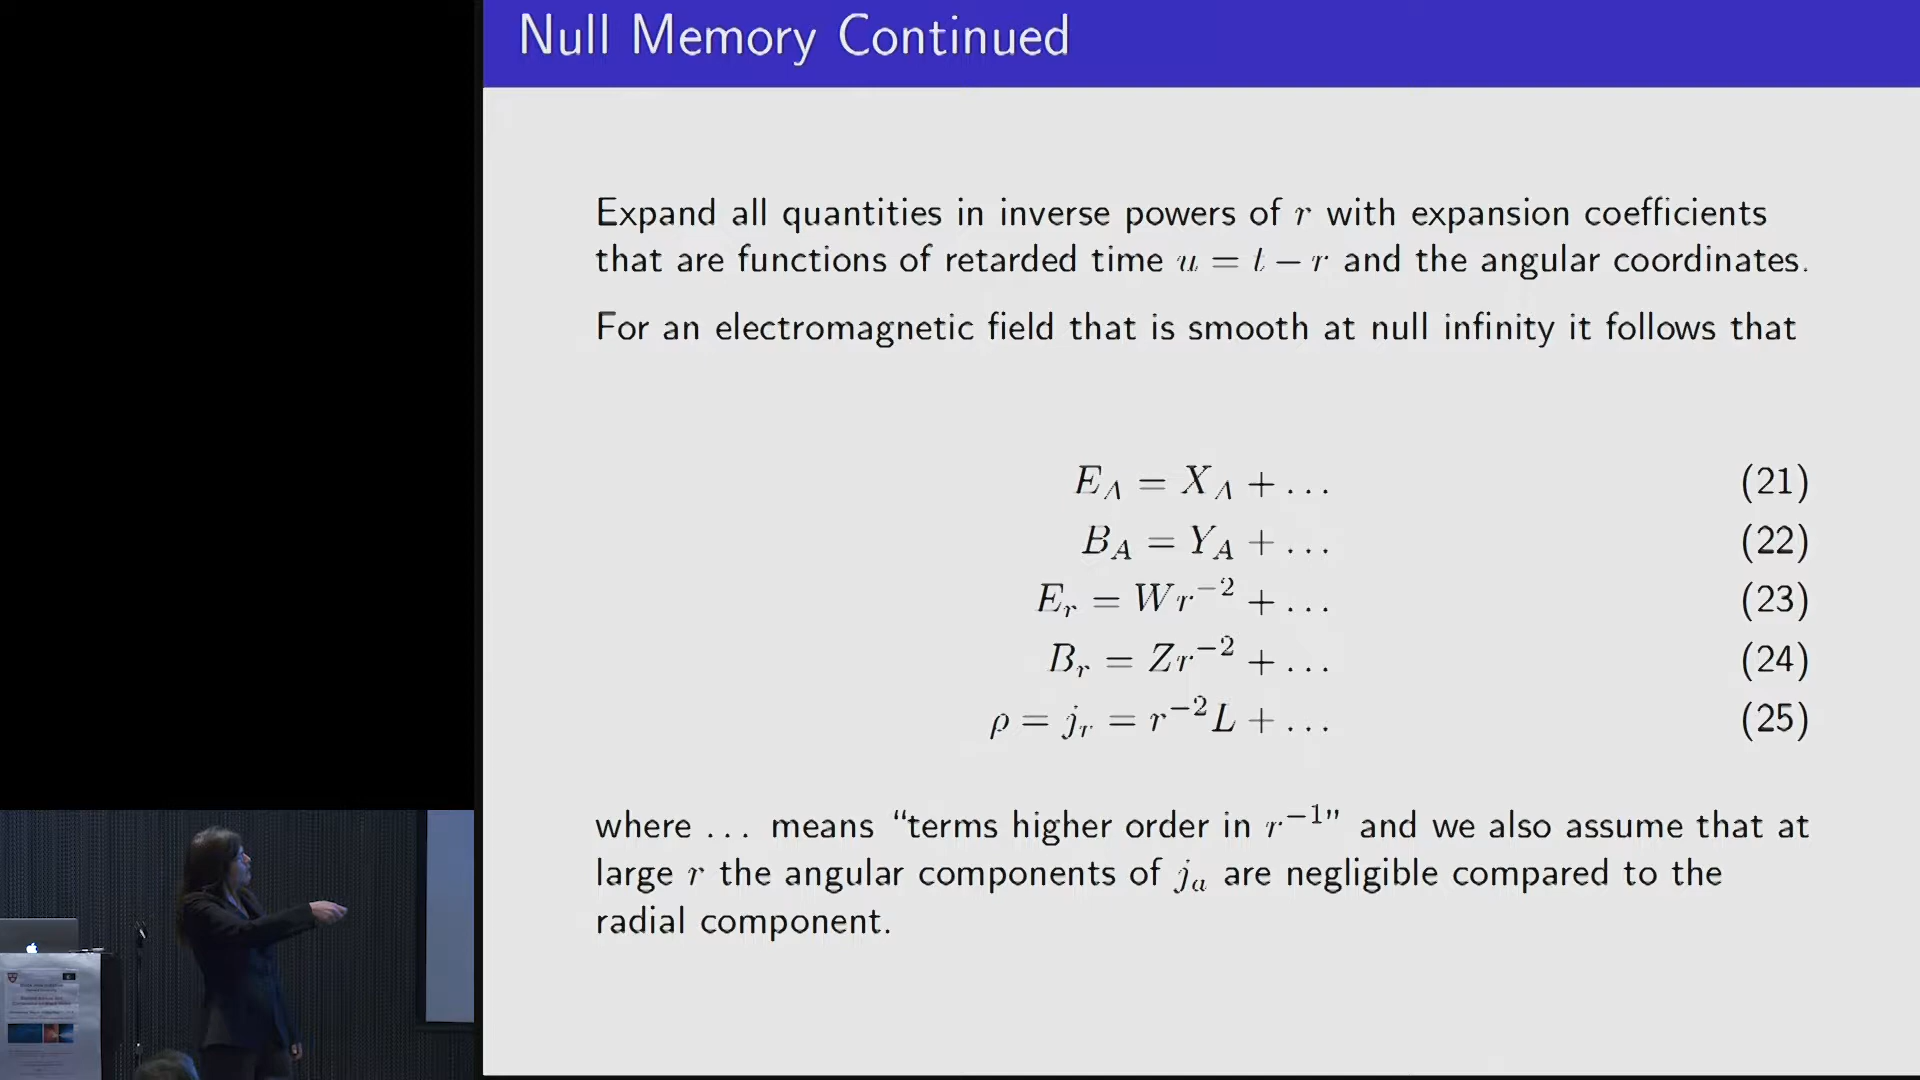 Null Memory Continued
Expand all quantities in inverse powers of r with expansion coefficients
that are functions of retarded time u = t − r and the angular coordinates.
For an electromagnetic field that is smooth at null infinity it follows that
E_A = X_A + ... (21)
B_A = Y_A + ... (22)
E_r = Wr^{−2} + ... (23)
B_r = Zr^{−2} + ... (24)
ρ = j_r = r^{−2}L + ... (25)
where ... means “terms higher order in r^{−1}” and we also assume that at
large r the angular components of j_a are negligible compared to the
radial component.